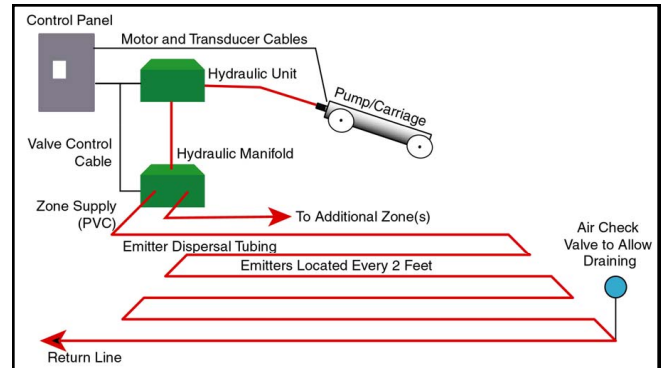 Control Panel
Motor and Transducer Cables
Hydraulic Unit
Pump/Carriage
Valve Control
Cable
Hydraulic Manifold
Zone Supply
(PVC)
To Additional Zone(s)
Air Check
Valve to Allow
Draining
Emitter Dispersal Tubing
Emitters Located Every 2 Feet
Return Line